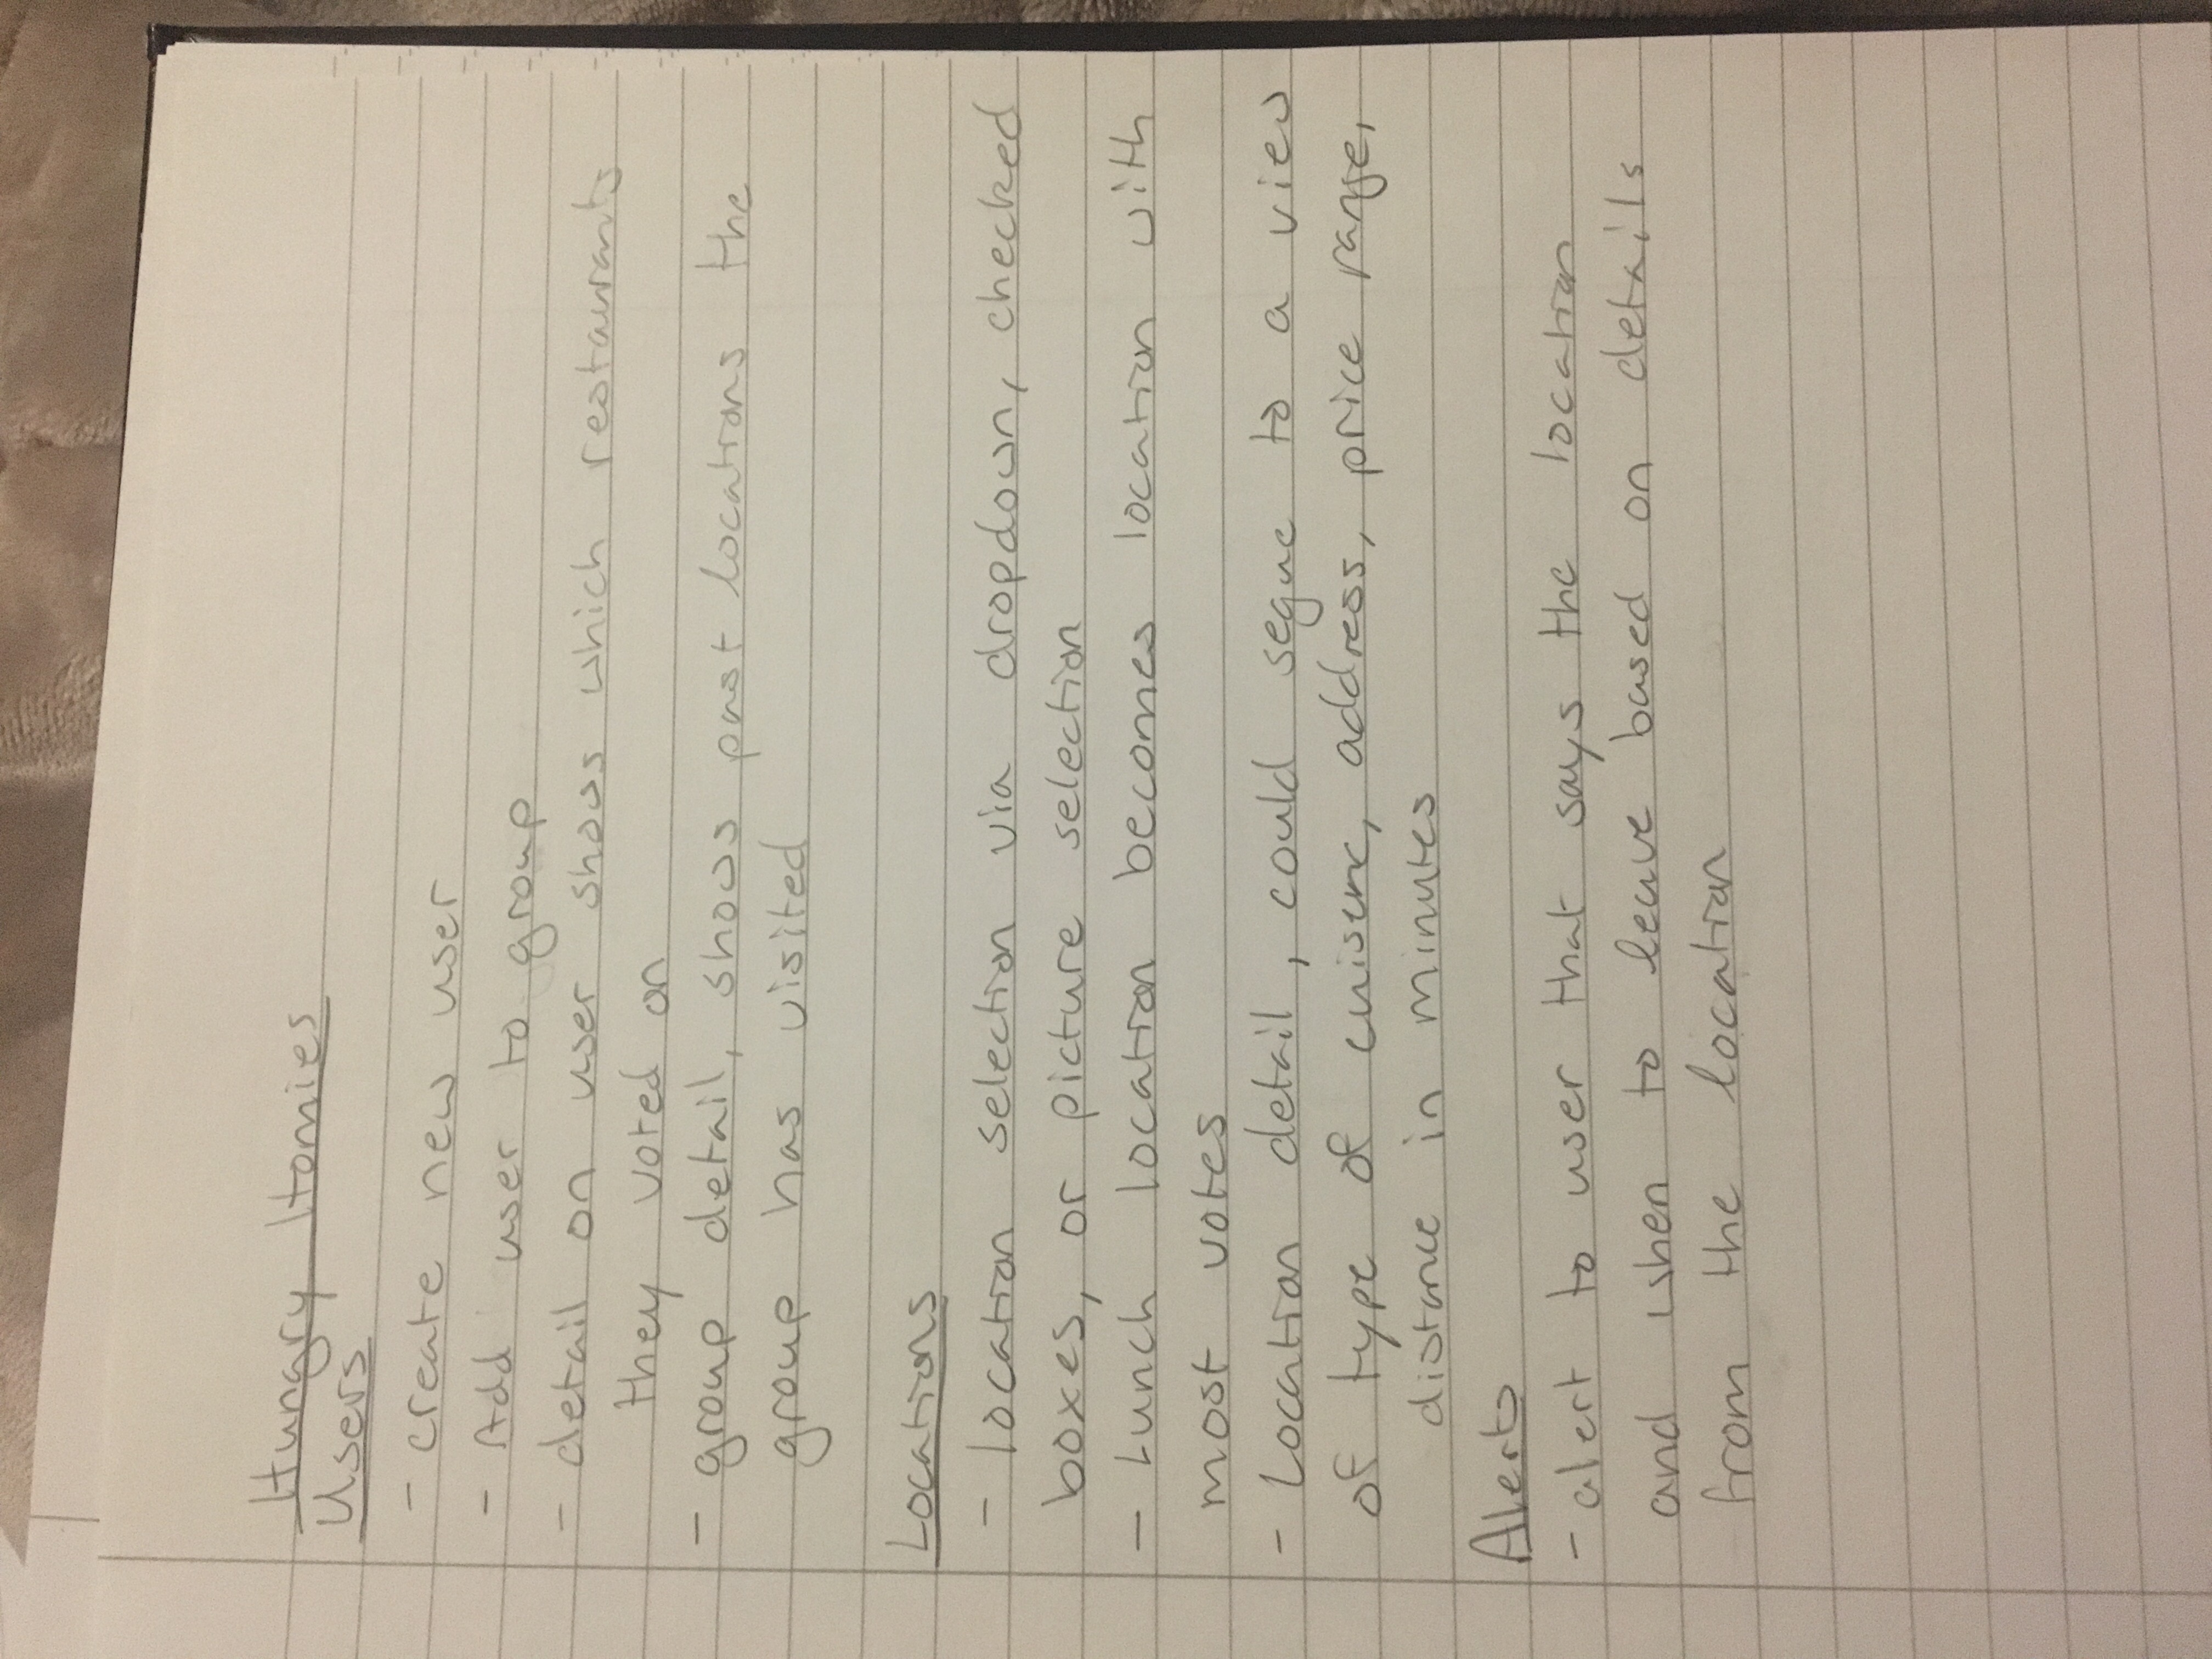 Hungry Homies
Users
- create new user
- Add user to group
- detail on user shows which restaurants
they voted on
- group detail, shows past locations the
group has visited
Locations
- location selection via dropdown, checked
boxes, or picture selection
- Lunch location becomes location with
most votes
- Location detail, could segue to a view
of type of cuisene, address, price range,
distance in minutes
Alerts
- alert to user that says the location
and when to leave based on details
from the location